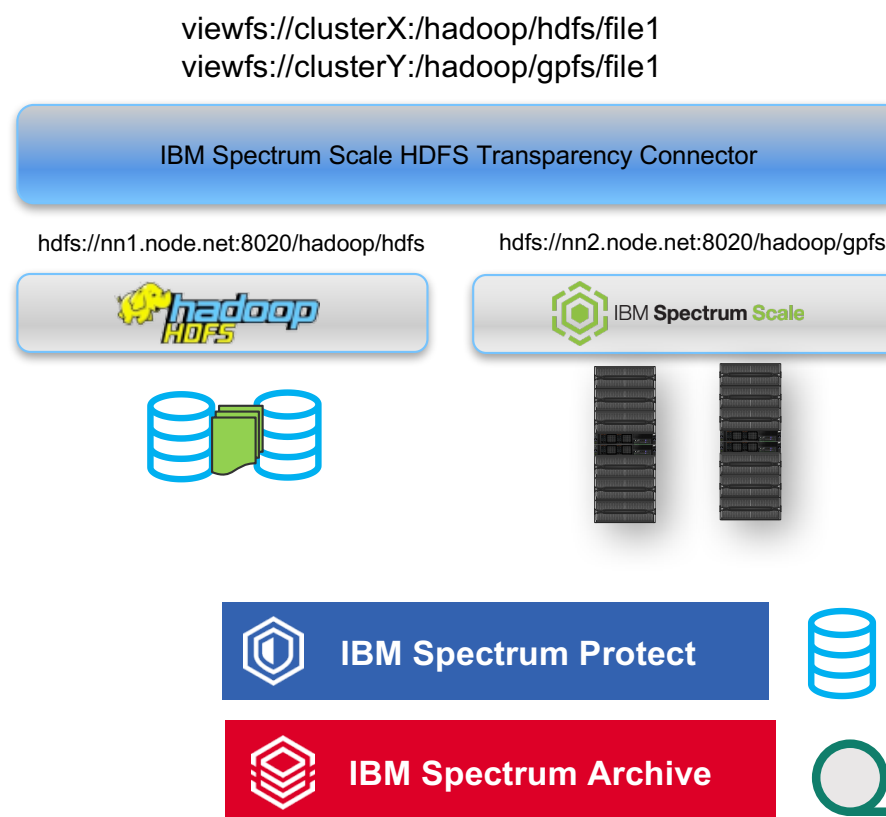 viewfs://clusterX:/hadoop/hdfs/file1
viewfs://clusterY:/hadoop/gpfs/file1
IBM Spectrum Scale HDFS Transparency Connector
hdfs://nn1.node.net:8020/hadoop/hdfs
hdfs://nn2.node.net:8020/hadoop/gpfs
hadoop
HDFS
IBM Spectrum Scale
IBM Spectrum Protect
IBM Spectrum Archive